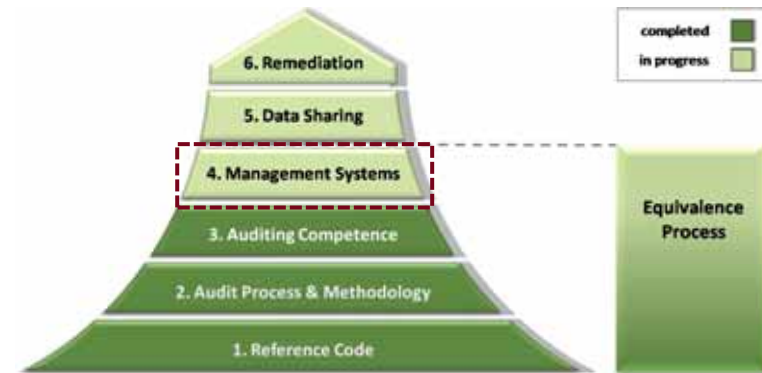 completed
in progress
6. Remediation
5. Data Sharing
4. Management Systems
3. Auditing Competence
2. Audit Process & Methodology
1. Reference Code
Equivalence
Process